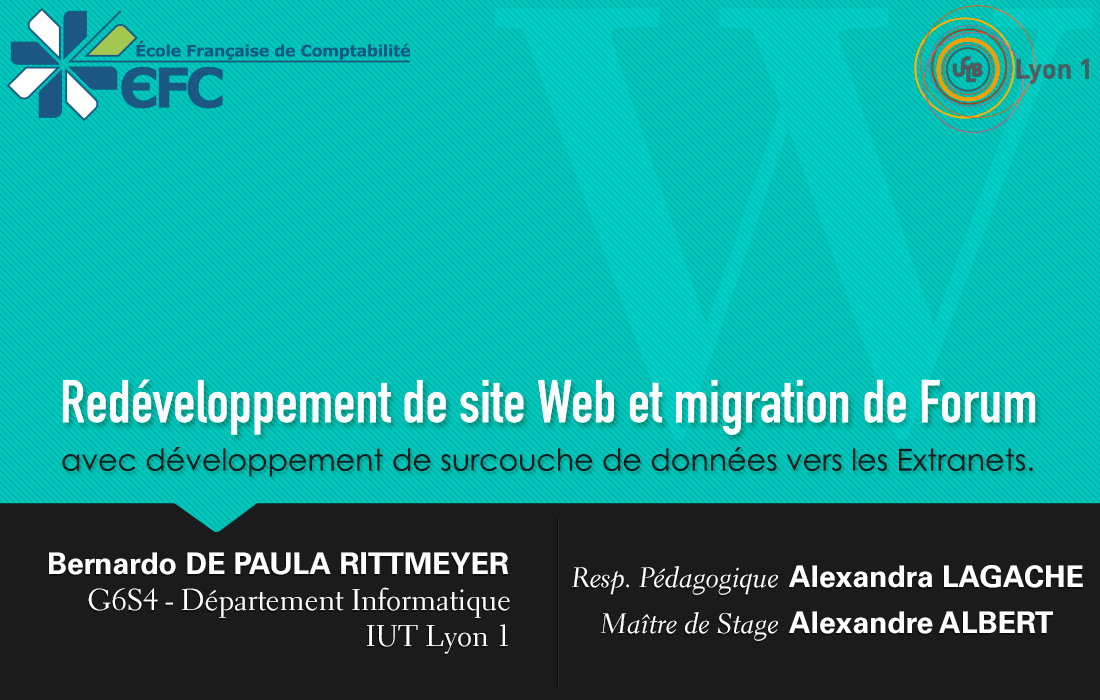 École Française de Comptabilité
EFC
UCLB
Lyon 1
W
Redéveloppement de site Web et migration de Forum
avec développement de surcouche de données vers les Extranets.
Bernardo DE PAULA RITTMEYER
G6S4 - Département Informatique
IUT Lyon 1
Resp. Pédagogique Alexandra LAGACHE
Maître de Stage Alexandre ALBERT